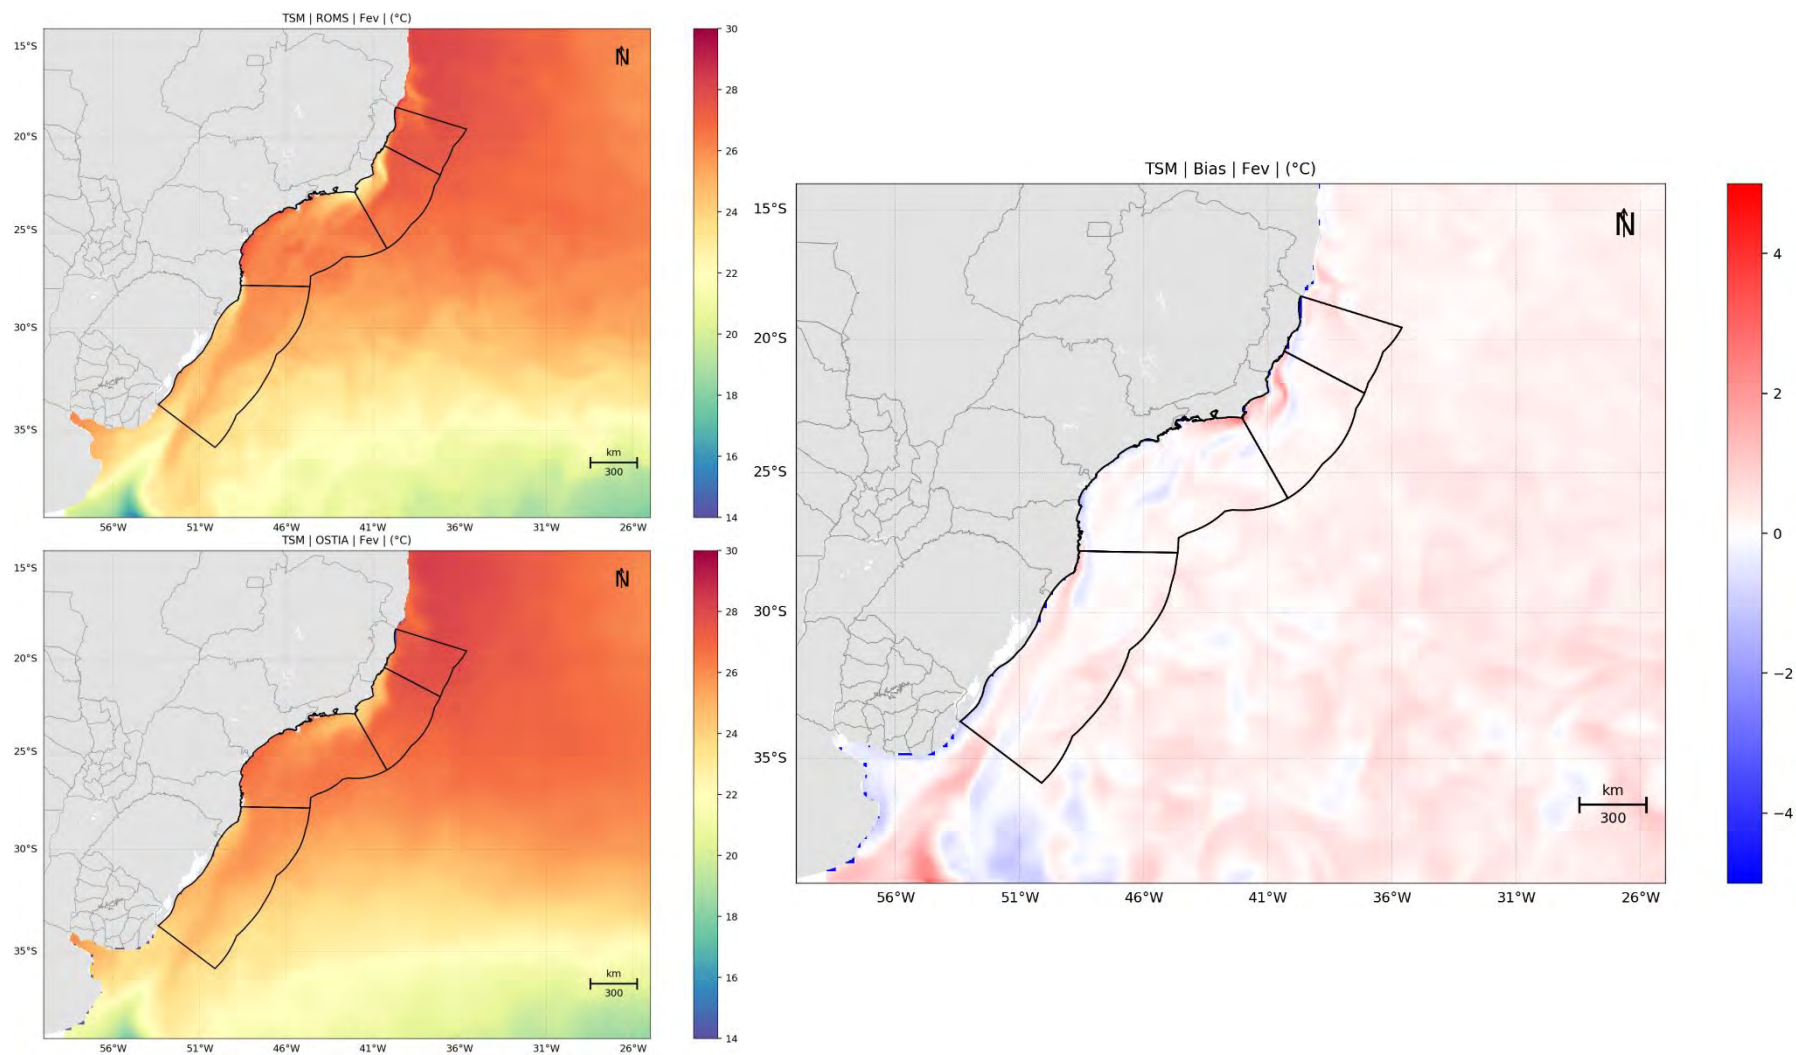 TSM | ROMS | Fev | (°C)
15°S
20°S
25°S
30°S
35°S
N
km
300
56°W 51°W 46°W 41°W 36°W 31°W 26°W
30
28
26
24
22
20
18
16
14
TSM | OSTIA | Fev | (°C)
15°S
20°S
25°S
30°S
35°S
N
km
300
56°W 51°W 46°W 41°W 36°W 31°W 26°W
30
28
26
24
22
20
18
16
14
TSM | Bias | Fev | (°C)
15°S
20°S
25°S
30°S
35°S
N
km
300
56°W 51°W 46°W 41°W 36°W 31°W 26°W
4
2
0
−2
−4